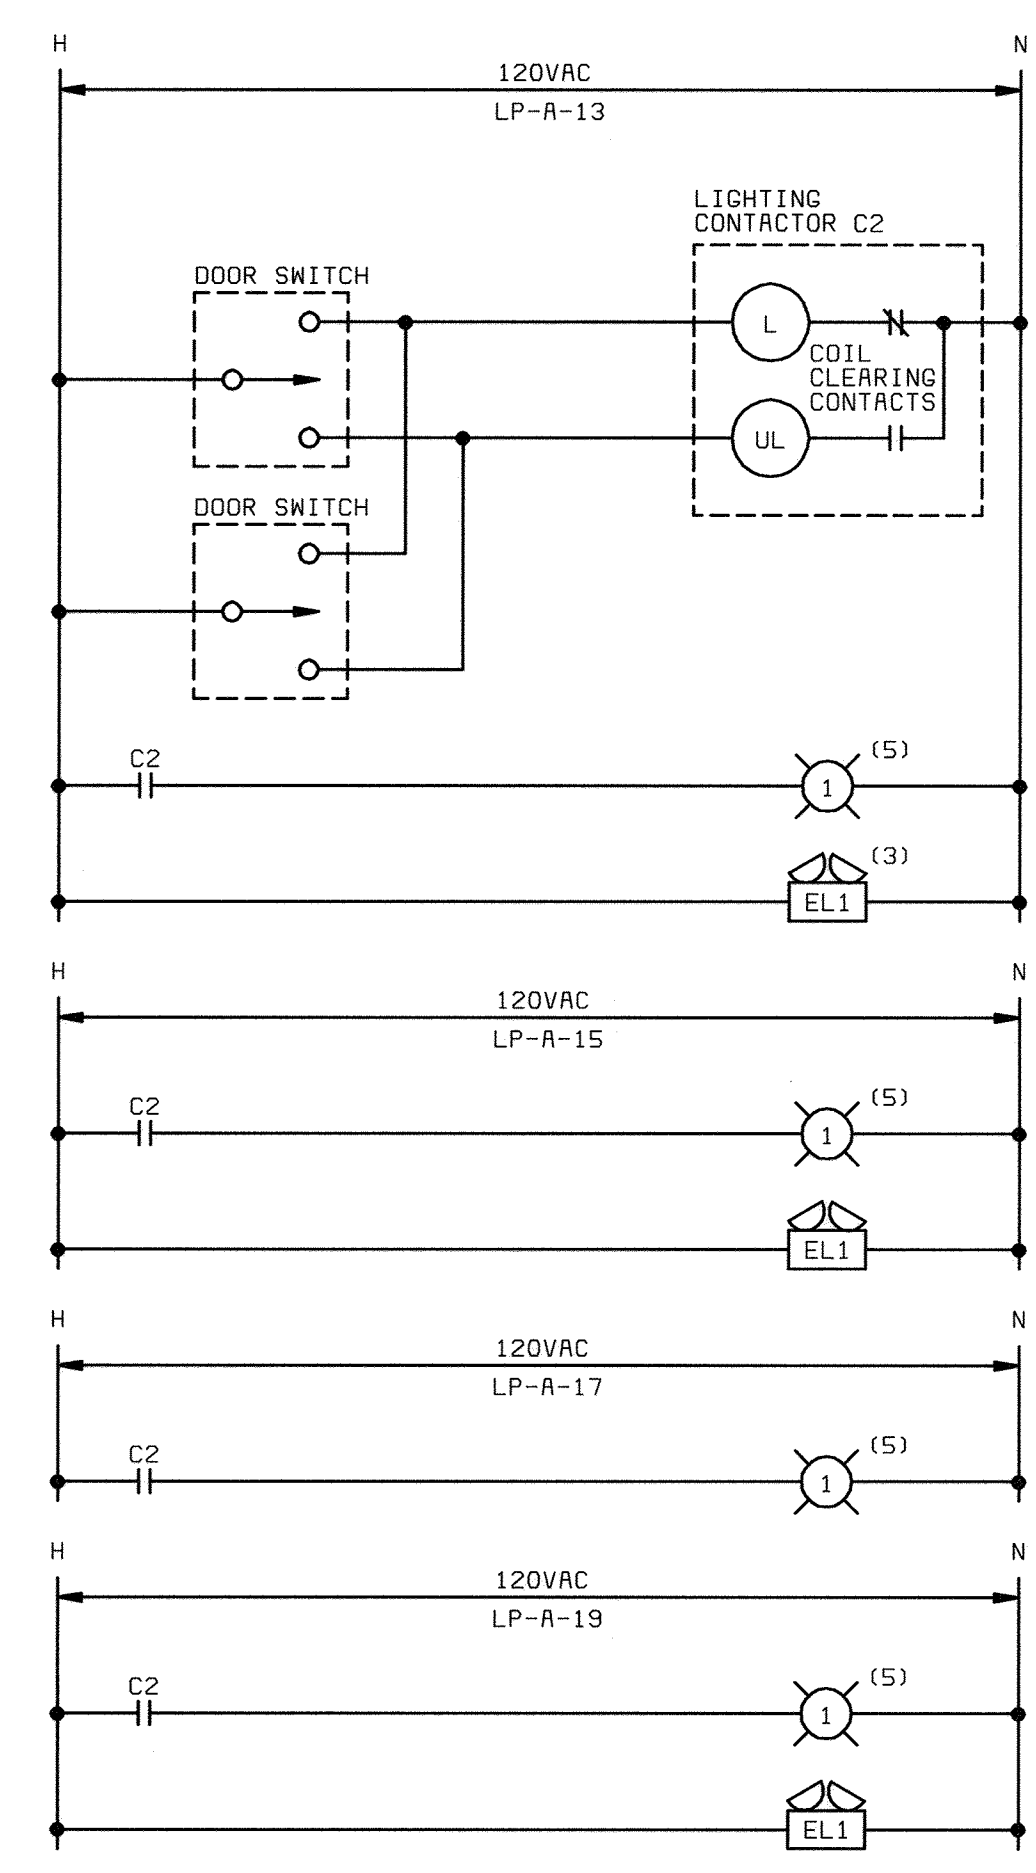 H
N
120VAC
LP-A-13
LIGHTING
CONTACTOR C2
DOOR SWITCH
L
COIL
CLEARING
CONTACTS
UL
DOOR SWITCH
C2
(5)
1
(3)
EL1
H
N
120VAC
LP-A-15
C2
(5)
1
EL1
H
N
120VAC
LP-A-17
C2
(5)
1
H
N
120VAC
LP-A-19
C2
(5)
1
EL1